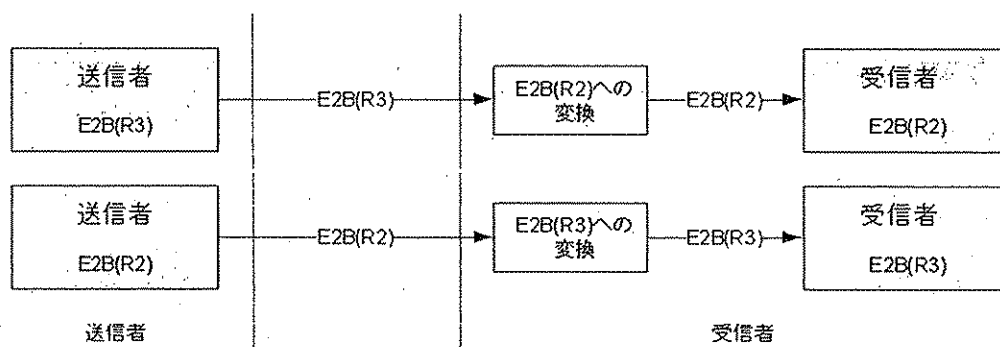 送信者
E2B(R3)
E2B(R3)
E2B(R2)への
変換
E2B(R2)
受信者
E2B(R2)
送信者
E2B(R2)
E2B(R2)
E2B(R3)への
変換
E2B(R3)
受信者
E2B(R3)
送信者
受信者